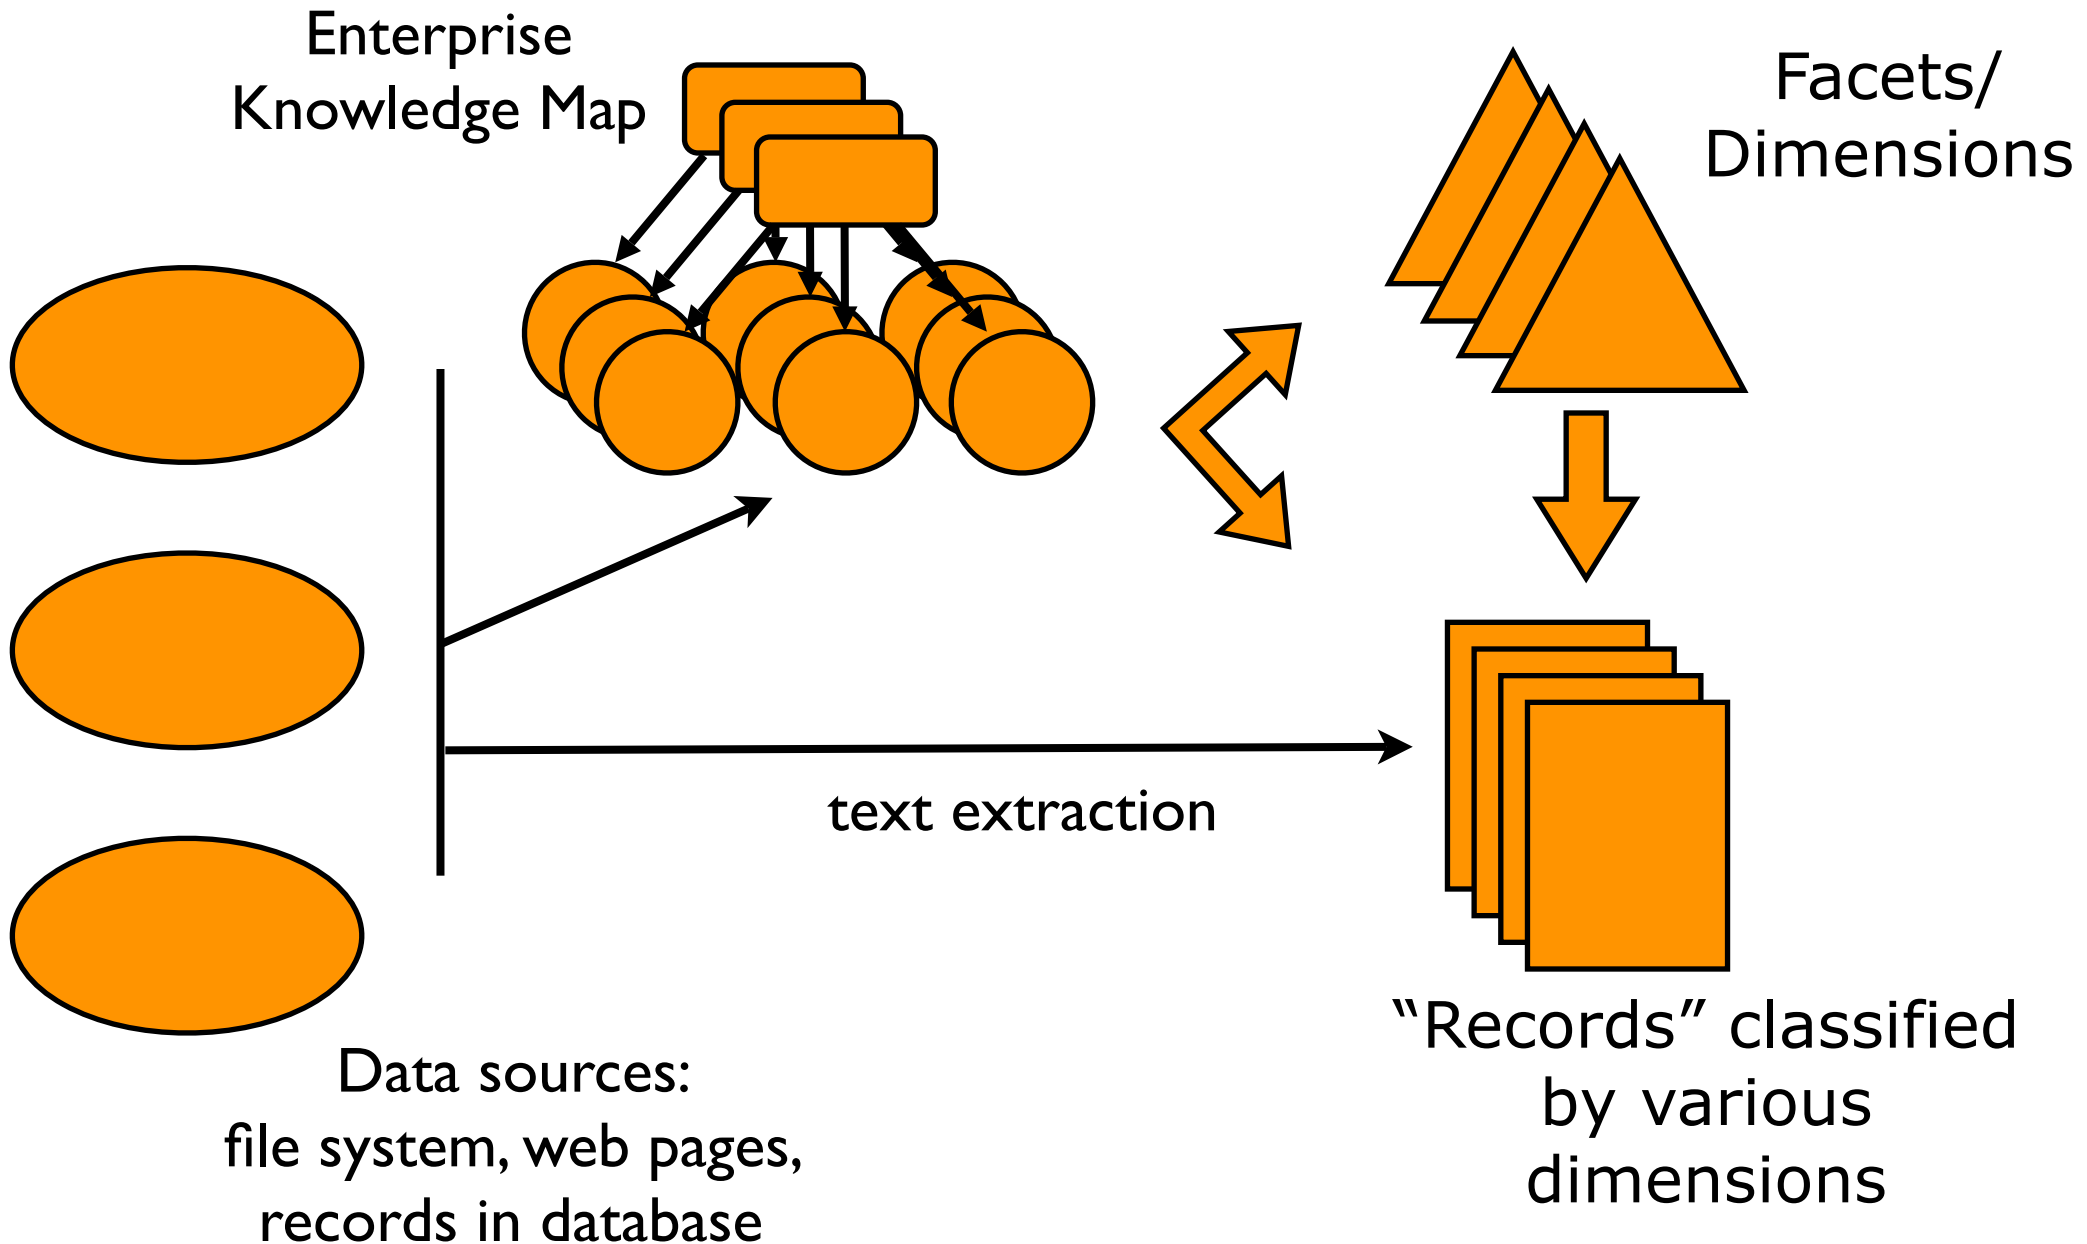 Enterprise
Knowledge Map
Facets/
Dimensions
text extraction
Data sources:
file system, web pages,
records in database
“Records” classified
by various
dimensions